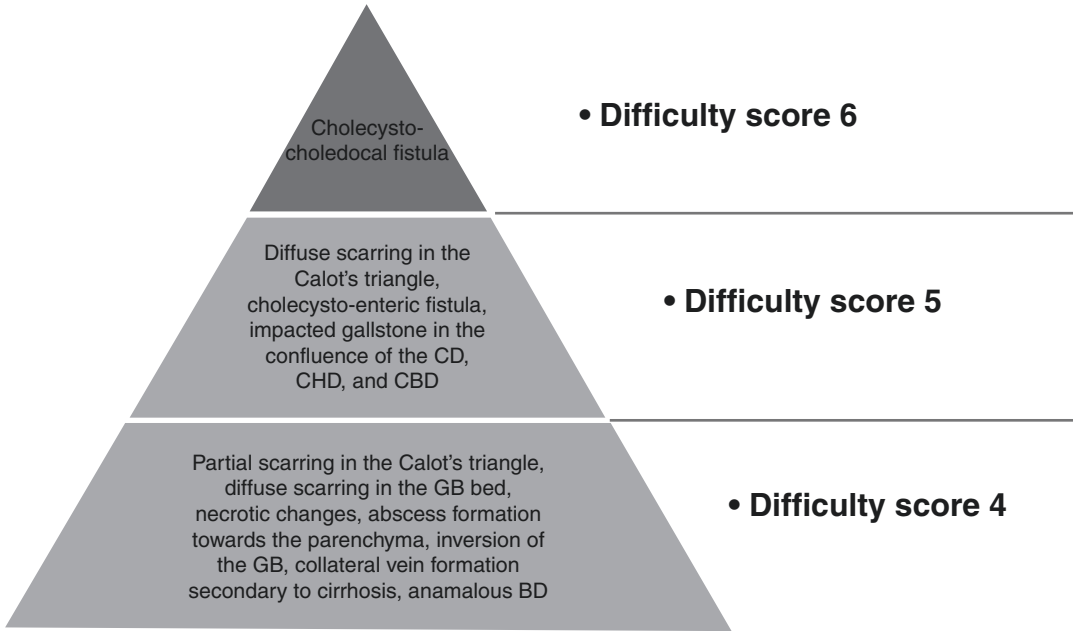 Cholecysto-
choledocal fistula
• Difficulty score 6
Diffuse scarring in the
Calot's triangle,
cholecysto-enteric fistula,
impacted gallstone in the
confluence of the CD,
CHD, and CBD
• Difficulty score 5
Partial scarring in the Calot's triangle,
diffuse scarring in the GB bed,
necrotic changes, abscess formation
towards the parenchyma, inversion of
the GB, collateral vein formation
secondary to cirrhosis, anamalous BD
• Difficulty score 4